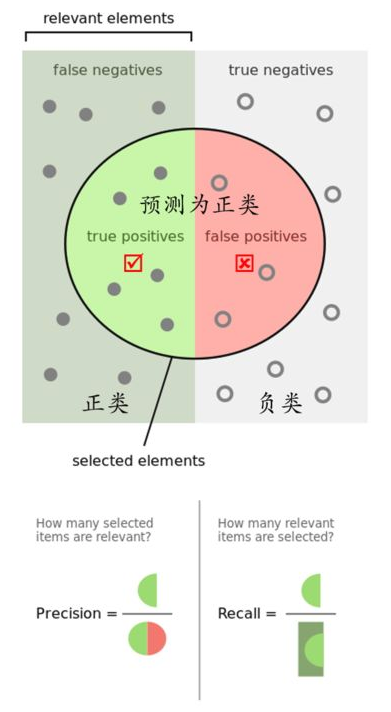 relevant elements
false negatives
true negatives
预测为正类
true positives
false positives
正类
负类
selected elements
How many selected
items are relevant?
How many relevant
items are selected?
Precision =
Recall =